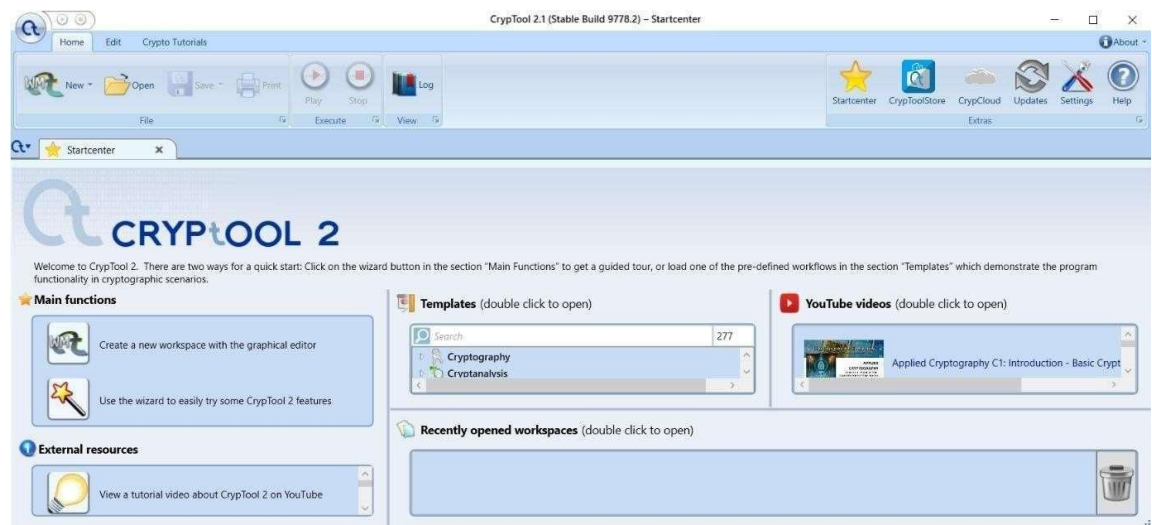 CrypTool 2.1 (Stable Build 9778.2) – Startcenter
Home Edit Crypto Tutorials About
New Open Save Print Play Stop Log Startcenter CrypToolStore CrypCloud Updates Settings Help
File Execute View Extras
Startcenter
CRYPtOOL 2
Welcome to CrypTool 2. There are two ways for a quick start: Click on the wizard button in the section "Main Functions" to get a guided tour, or load one of the pre-defined workflows in the section "Templates" which demonstrate the program
functionality in cryptographic scenarios.
Main functions
Create a new workspace with the graphical editor
Use the wizard to easily try some CrypTool 2 features
External resources
View a tutorial video about CrypTool 2 on YouTube
Templates (double click to open)
Search 277
Cryptography
Cryptanalysis
YouTube videos (double click to open)
Applied Cryptography C1: Introduction - Basic Crypt
Recently opened workspaces (double click to open)